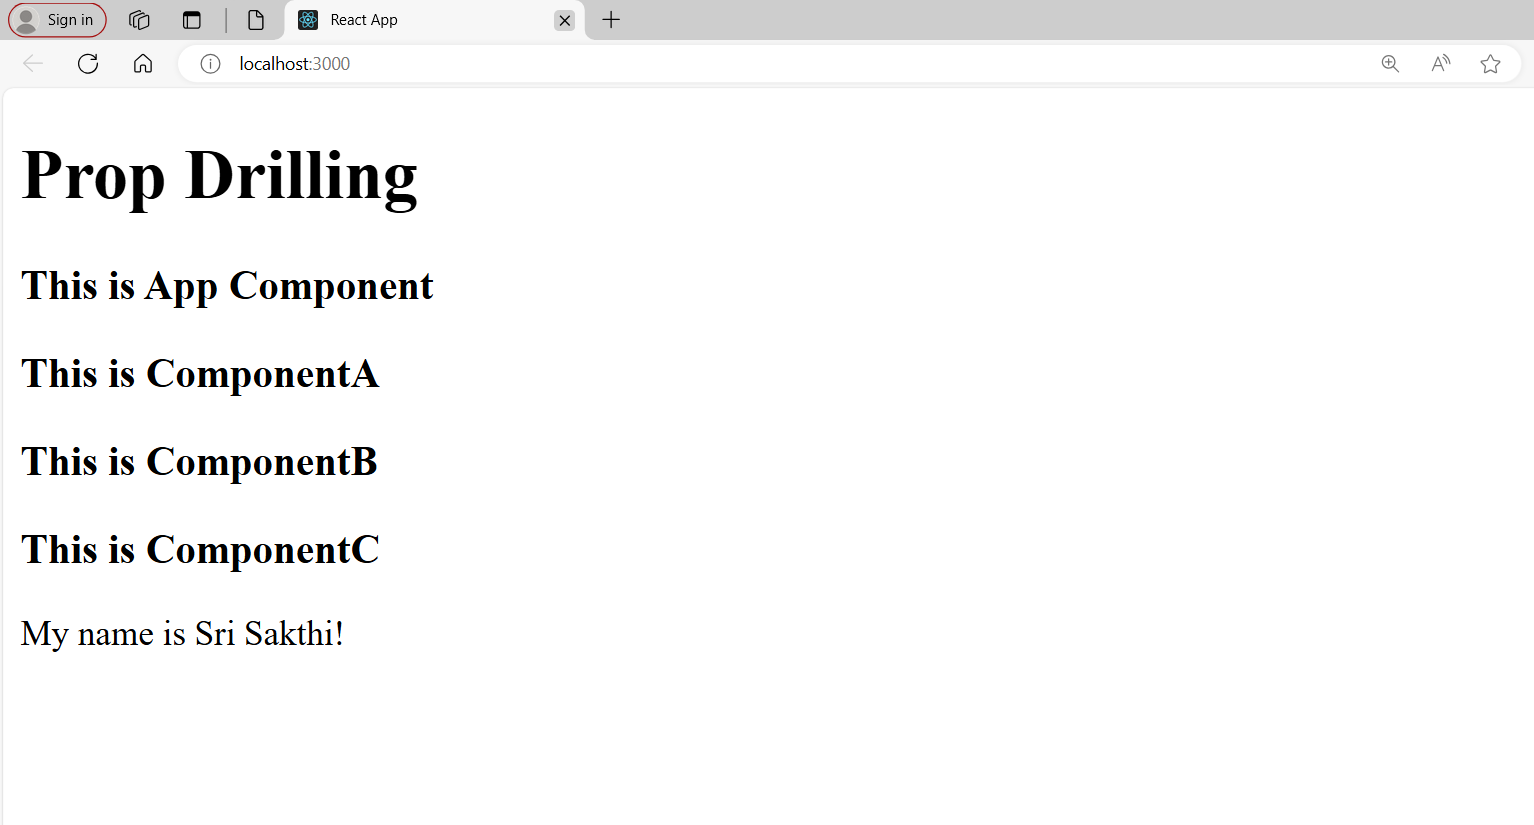 Sign in
React App
localhost:3000
Prop Drilling
This is App Component
This is ComponentA
This is ComponentB
This is ComponentC
My name is Sri Sakthi!